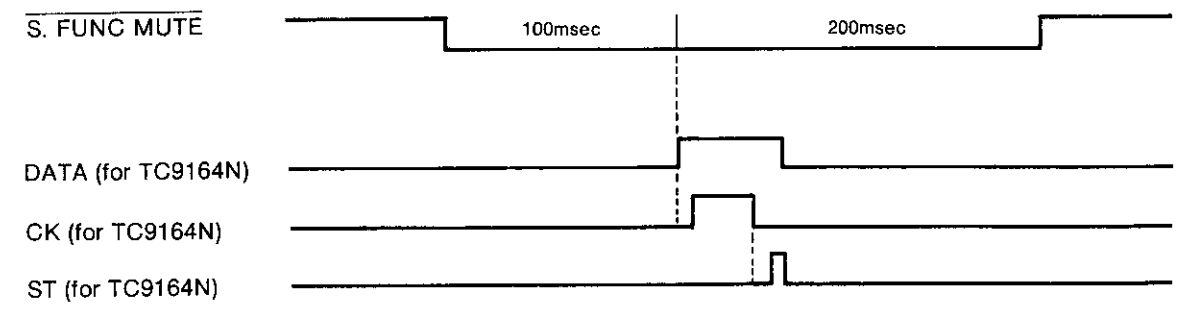 S. FUNC MUTE 100msec 200msec
DATA (for TC9164N)
CK (for TC9164N)
ST (for TC9164N)